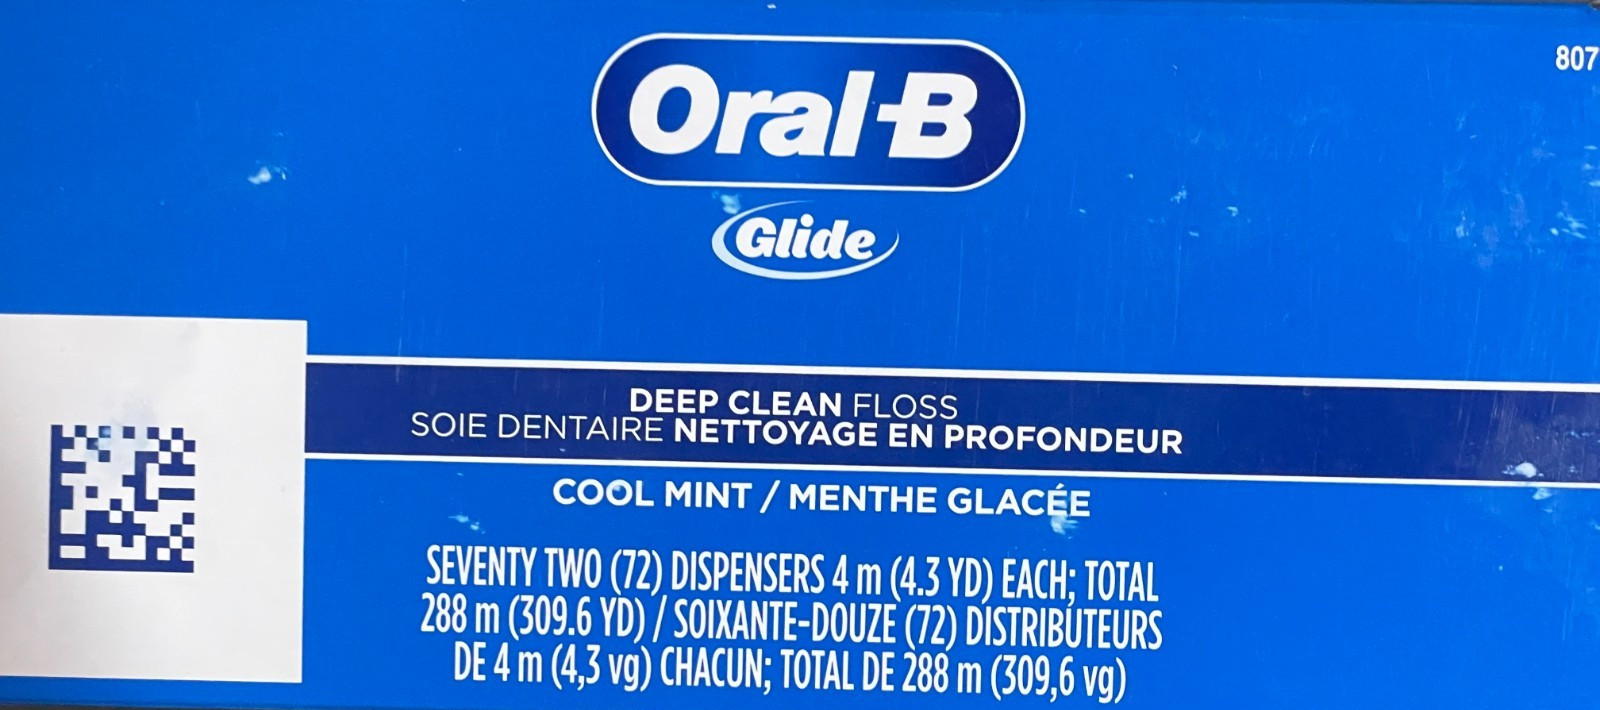 807
Oral-B
Glide
DEEP CLEAN FLOSS
SOIE DENTAIRE NETTOYAGE EN PROFONDEUR
COOL MINT / MENTHE GLACÉE
SEVENTY TWO (72) DISPENSERS 4 m (4.3 YD) EACH; TOTAL
288 m (309.6 YD) / SOIXANTE-DOUZE (72) DISTRIBUTEURS
DE 4 m (4,3 vg) CHACUN; TOTAL DE 288 m (309,6 vg)